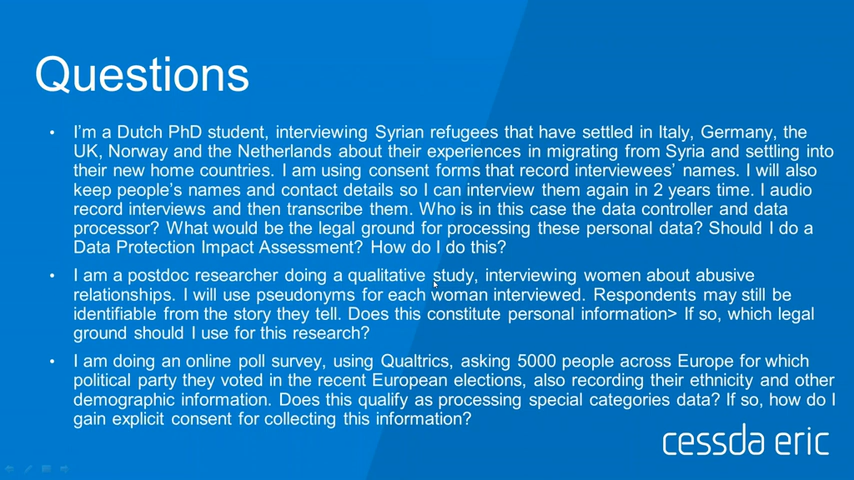 Questions
• I'm a Dutch PhD student, interviewing Syrian refugees that have settled in Italy, Germany, the
UK, Norway and the Netherlands about their experiences in migrating from Syria and settling into
their new home countries. I am using consent forms that record interviewees' names. I will also
keep people's names and contact details so I can interview them again in 2 years time. I audio
record interviews and then transcribe them. Who is in this case the data controller and data
processor? What would be the legal ground for processing these personal data? Should I do a
Data Protection Impact Assessment? How do I do this?
• I am a postdoc researcher doing a qualitative study, interviewing women about abusive
relationships. I will use pseudonyms for each woman interviewed. Respondents may still be
identifiable from the story they tell. Does this constitute personal information> If so, which legal
ground should I use for this research?
• I am doing an online poll survey, using Qualtrics, asking 5000 people across Europe for which
political party they voted in the recent European elections, also recording their ethnicity and other
demographic information. Does this qualify as processing special categories data? If so, how do I
gain explicit consent for collecting this information?
cessda eric